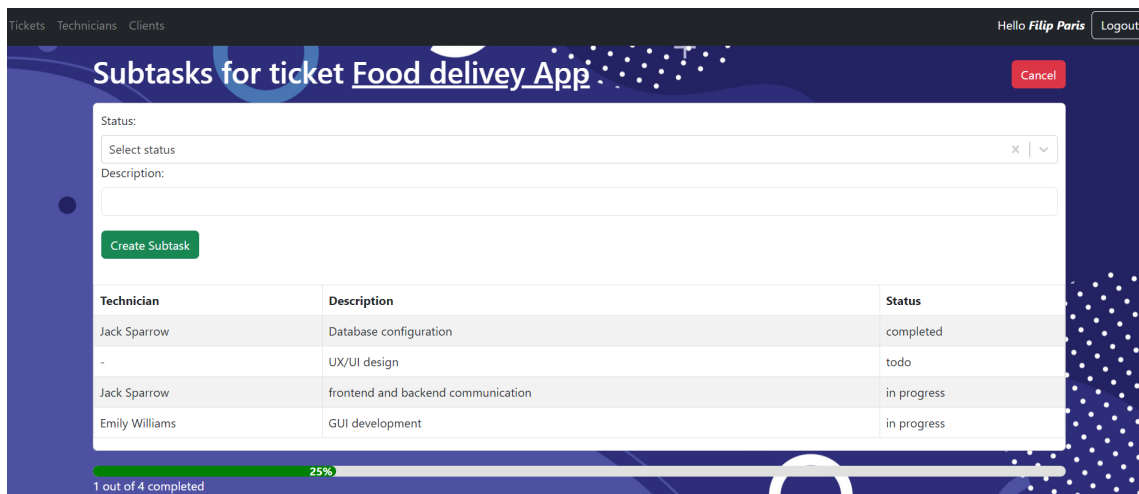 Tickets Technicians Clients Hello Filip Paris Logout
Subtasks for ticket Food delivey App Cancel
Status:
Select status
Description:
Create Subtask
Technician Description Status
Jack Sparrow Database configuration completed
- UX/UI design todo
Jack Sparrow frontend and backend communication in progress
Emily Williams GUI development in progress
25%
1 out of 4 completed